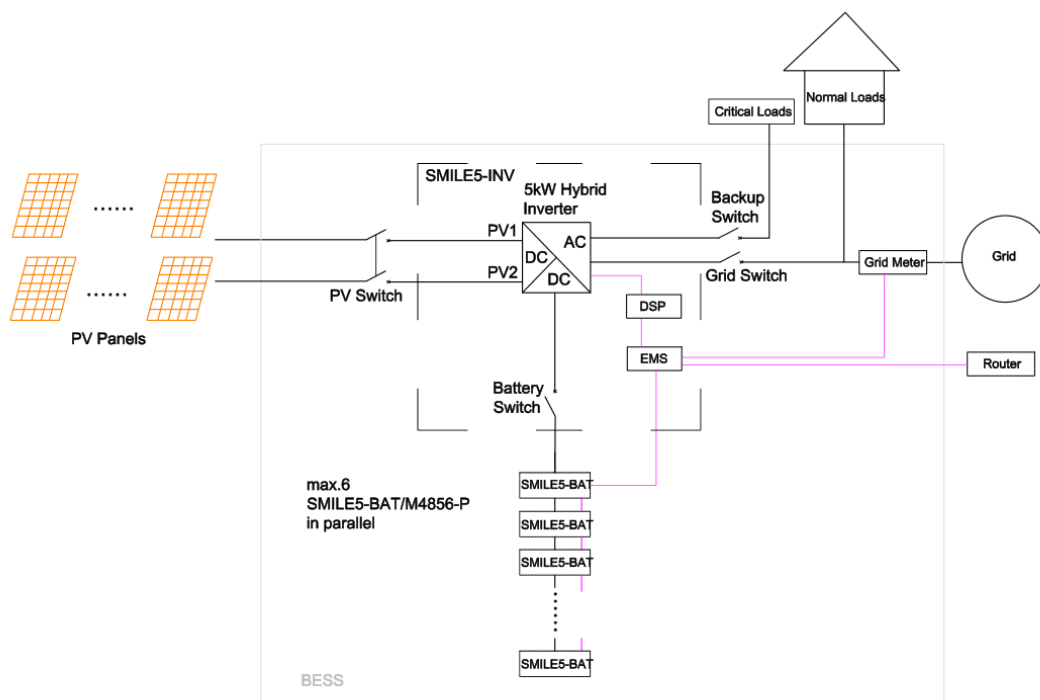 Normal Loads
Critical Loads
SMILE5-INV
5kW Hybrid
Inverter
Backup
Switch
PV1
AC
DC
PV2
DC
Grid Switch
Grid Meter
Grid
PV Switch
PV Panels
DSP
EMS
Router
Battery
Switch
max.6
SMILE5-BAT/M4856-P
in parallel
SMILE5-BAT
SMILE5-BAT
SMILE5-BAT
SMILE5-BAT
BESS